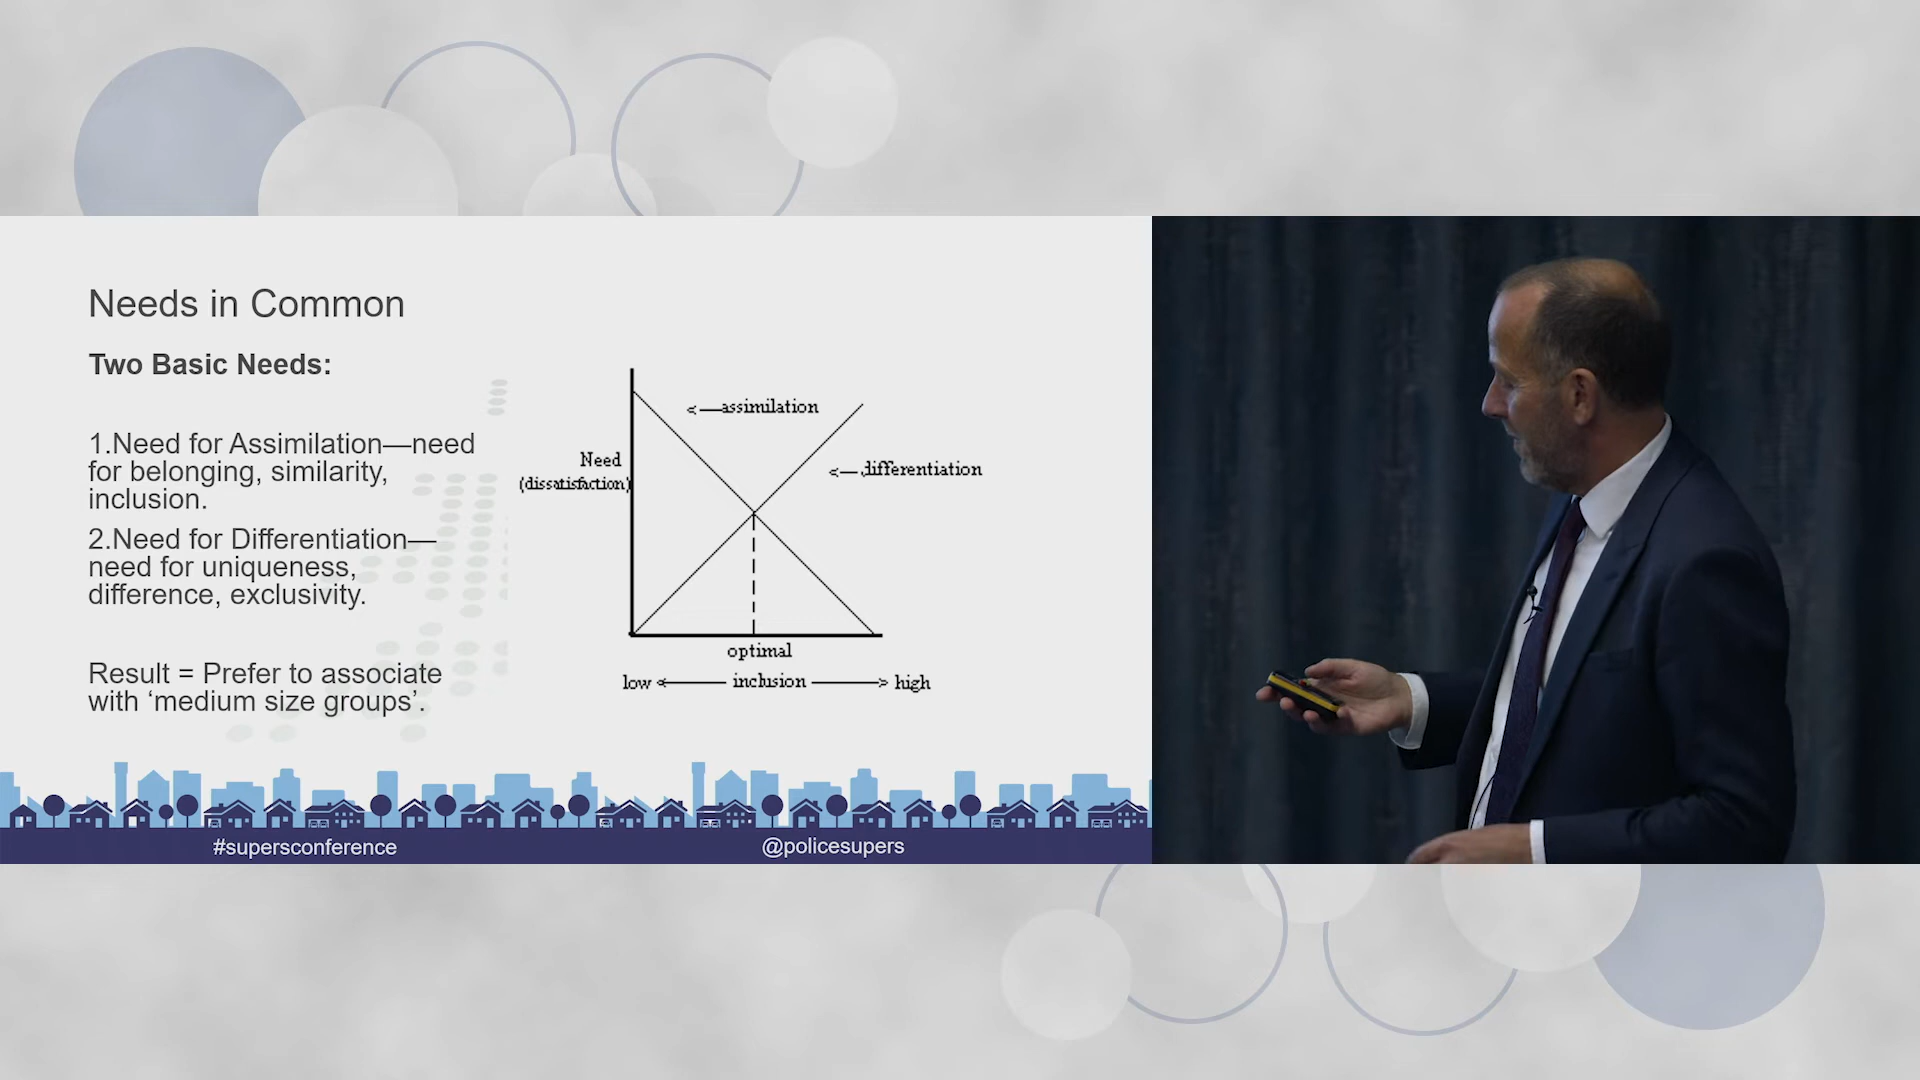 Needs in Common
Two Basic Needs:
1.Need for Assimilation—need
for belonging, similarity,
inclusion.
2.Need for Differentiation—
need for uniqueness,
difference, exclusivity.
Result = Prefer to associate
with ‘medium size groups’.
assimilation
Need
(dissatisfaction)
differentiation
optimal
low inclusion high
#supersconference
@policesupers